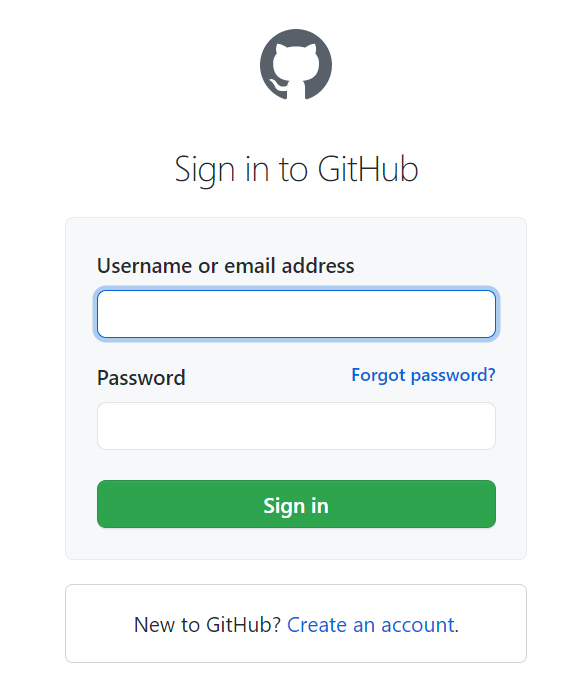 Sign in to GitHub
Username or email address
Password Forgot password?
Sign in
New to GitHub? Create an account.